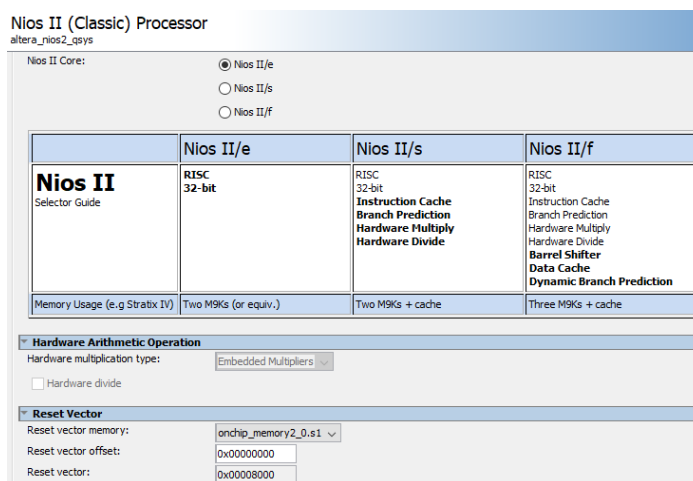 Nios II (Classic) Processor
altera_nios2_qsys
Nios II Core:
Nios II/e
Nios II/s
Nios II/f
Nios II/e Nios II/s Nios II/f
Nios II
Selector Guide
RISC
32-bit
RISC
32-bit
Instruction Cache
Branch Prediction
Hardware Multiply
Hardware Divide
RISC
32-bit
Instruction Cache
Branch Prediction
Hardware Multiply
Hardware Divide
Barrel Shifter
Data Cache
Dynamic Branch Prediction
Memory Usage (e.g Stratix IV) Two M9Ks (or equiv.) Two M9Ks + cache Three M9Ks + cache
Hardware Arithmetic Operation
Hardware multiplication type: Embedded Multipliers
Hardware divide
Reset Vector
Reset vector memory: onchip_memory2_0.s1
Reset vector offset: 0x00000000
Reset vector: 0x00008000